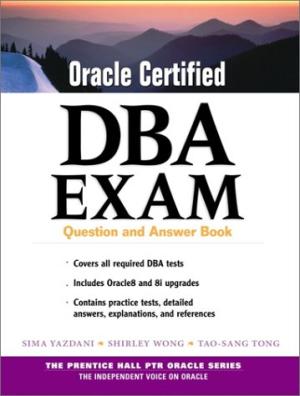 Oracle Certified
DBA
EXAM
Question and Answer Book
· Covers all required DBA tests
· Includes Oracle8 and 8i upgrades
· Contains practice tests, detailed
answers, explanations, and references
SIMA YAZDANI SHIRLEY WONG TAO-SANG TONG
THE PRENTICE HALL PTR ORACLE SERIES
THE INDEPENDENT VOICE ON ORACLE